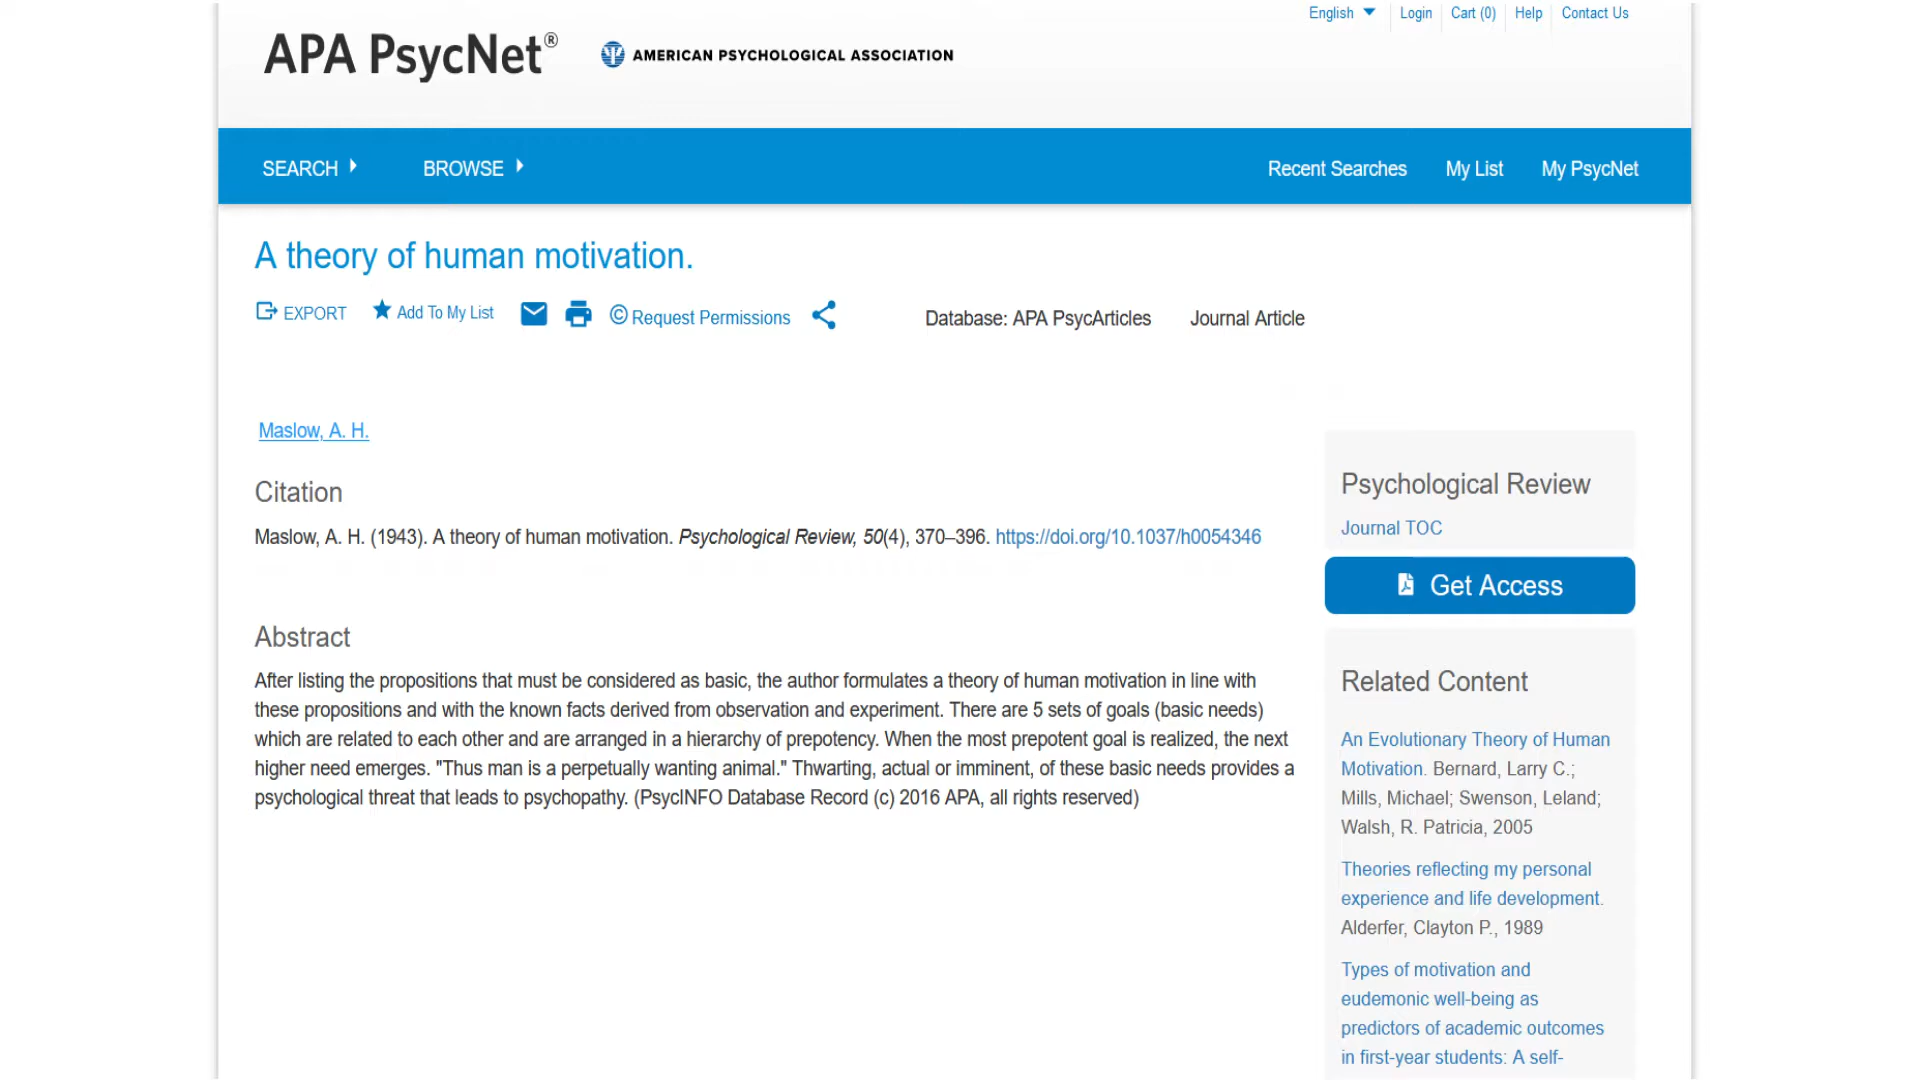 English Login Cart (0) Help Contact Us
APA PsycNet® AMERICAN PSYCHOLOGICAL ASSOCIATION
SEARCH BROWSE Recent Searches My List My PsycNet
A theory of human motivation.
EXPORT Add To My List © Request Permissions Database: APA PsycArticles Journal Article
Maslow, A. H.
Citation
Maslow, A. H. (1943). A theory of human motivation. Psychological Review, 50(4), 370–396. https://doi.org/10.1037/h0054346
Abstract
After listing the propositions that must be considered as basic, the author formulates a theory of human motivation in line with
these propositions and with the known facts derived from observation and experiment. There are 5 sets of goals (basic needs)
which are related to each other and are arranged in a hierarchy of prepotency. When the most prepotent goal is realized, the next
higher need emerges. "Thus man is a perpetually wanting animal." Thwarting, actual or imminent, of these basic needs provides a
psychological threat that leads to psychopathy. (PsycINFO Database Record (c) 2016 APA, all rights reserved)
Psychological Review
Journal TOC
Get Access
Related Content
An Evolutionary Theory of Human
Motivation. Bernard, Larry C.;
Mills, Michael; Swenson, Leland;
Walsh, R. Patricia, 2005
Theories reflecting my personal
experience and life development.
Alderfer, Clayton P., 1989
Types of motivation and
eudemonic well-being as
predictors of academic outcomes
in first-year students: A self-